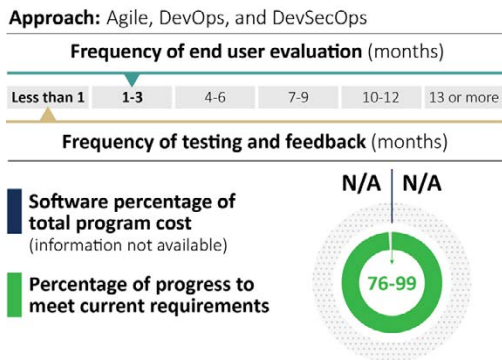 Approach: Agile, DevOps, and DevSecOps
Frequency of end user evaluation (months)
Less than 1 1-3 4-6 7-9 10-12 13 or more
Frequency of testing and feedback (months)
N/A N/A
Software percentage of
total program cost
(information not available)
76-99
Percentage of progress to
meet current requirements